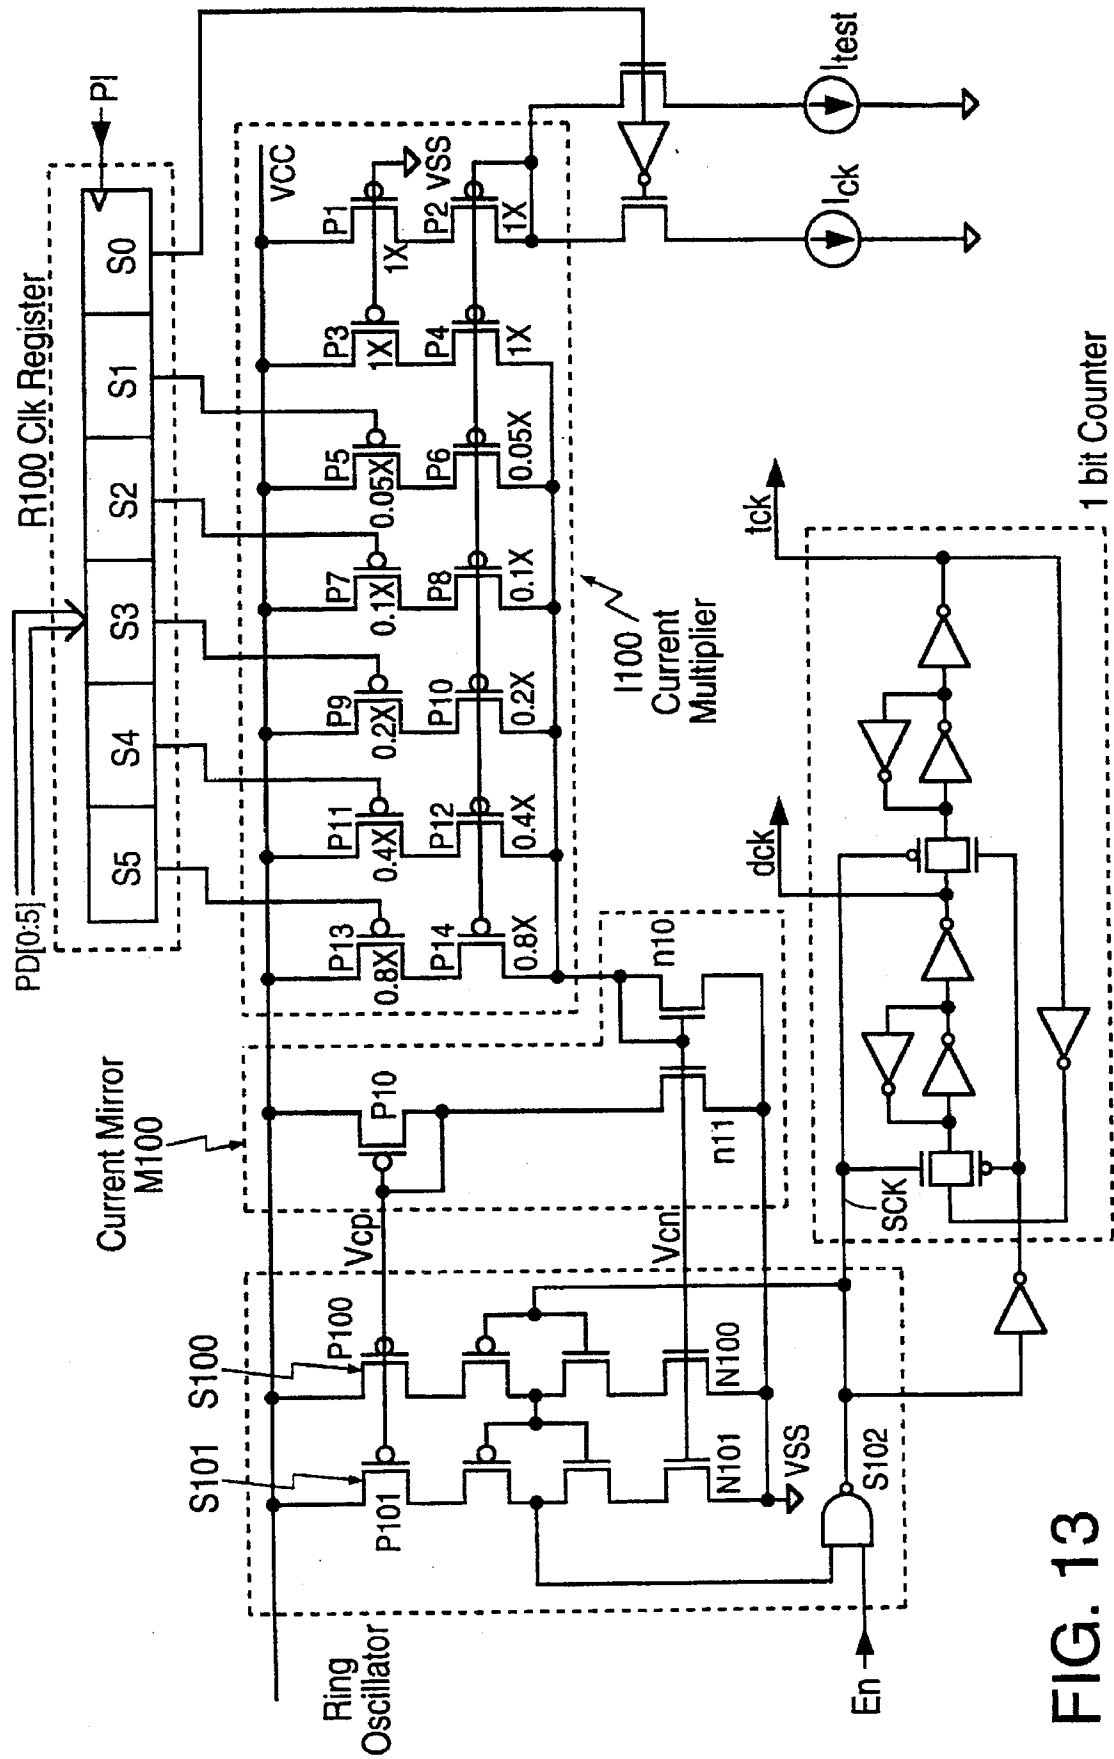 PD[0:5]
R100 Clk Register
PI
S5
S4
S3
S2
S1
S0
Current Mirror
M100
S101
S100
VCC
P101
P100
Vcp
P10
P13
0.8X
P11
0.4X
P9
0.2X
P7
0.1X
P5
0.05X
P3
1X
P1
1X
VSS
P14
0.8X
P12
0.4X
P10
0.2X
P8
0.1X
P6
0.05X
P4
1X
P2
1X
Ring
Oscillator
N101
N100
Vcn
n11
n10
VSS
I100
Current
Multiplier
Ick
Itest
En
S102
SCK
dck
tck
1 bit Counter
FIG. 13